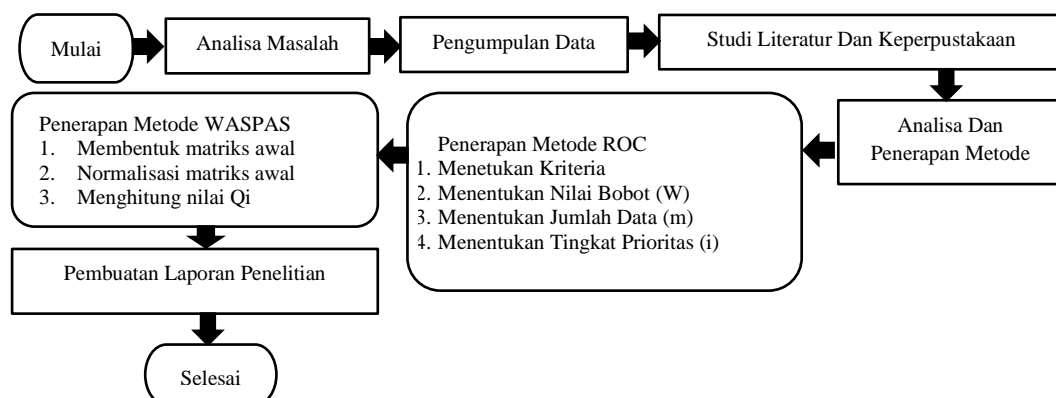 Mulai
Analisa Masalah
Pengumpulan Data
Studi Literatur Dan Keperpustakaan
Analisa Dan
Penerapan Metode
Penerapan Metode ROC
1. Menetukan Kriteria
2. Menentukan Nilai Bobot (W)
3. Menentukan Jumlah Data (m)
4. Menentukan Tingkat Prioritas (i)
Penerapan Metode WASPAS
1. Membentuk matriks awal
2. Normalisasi matriks awal
3. Menghitung nilai Qi
Pembuatan Laporan Penelitian
Selesai